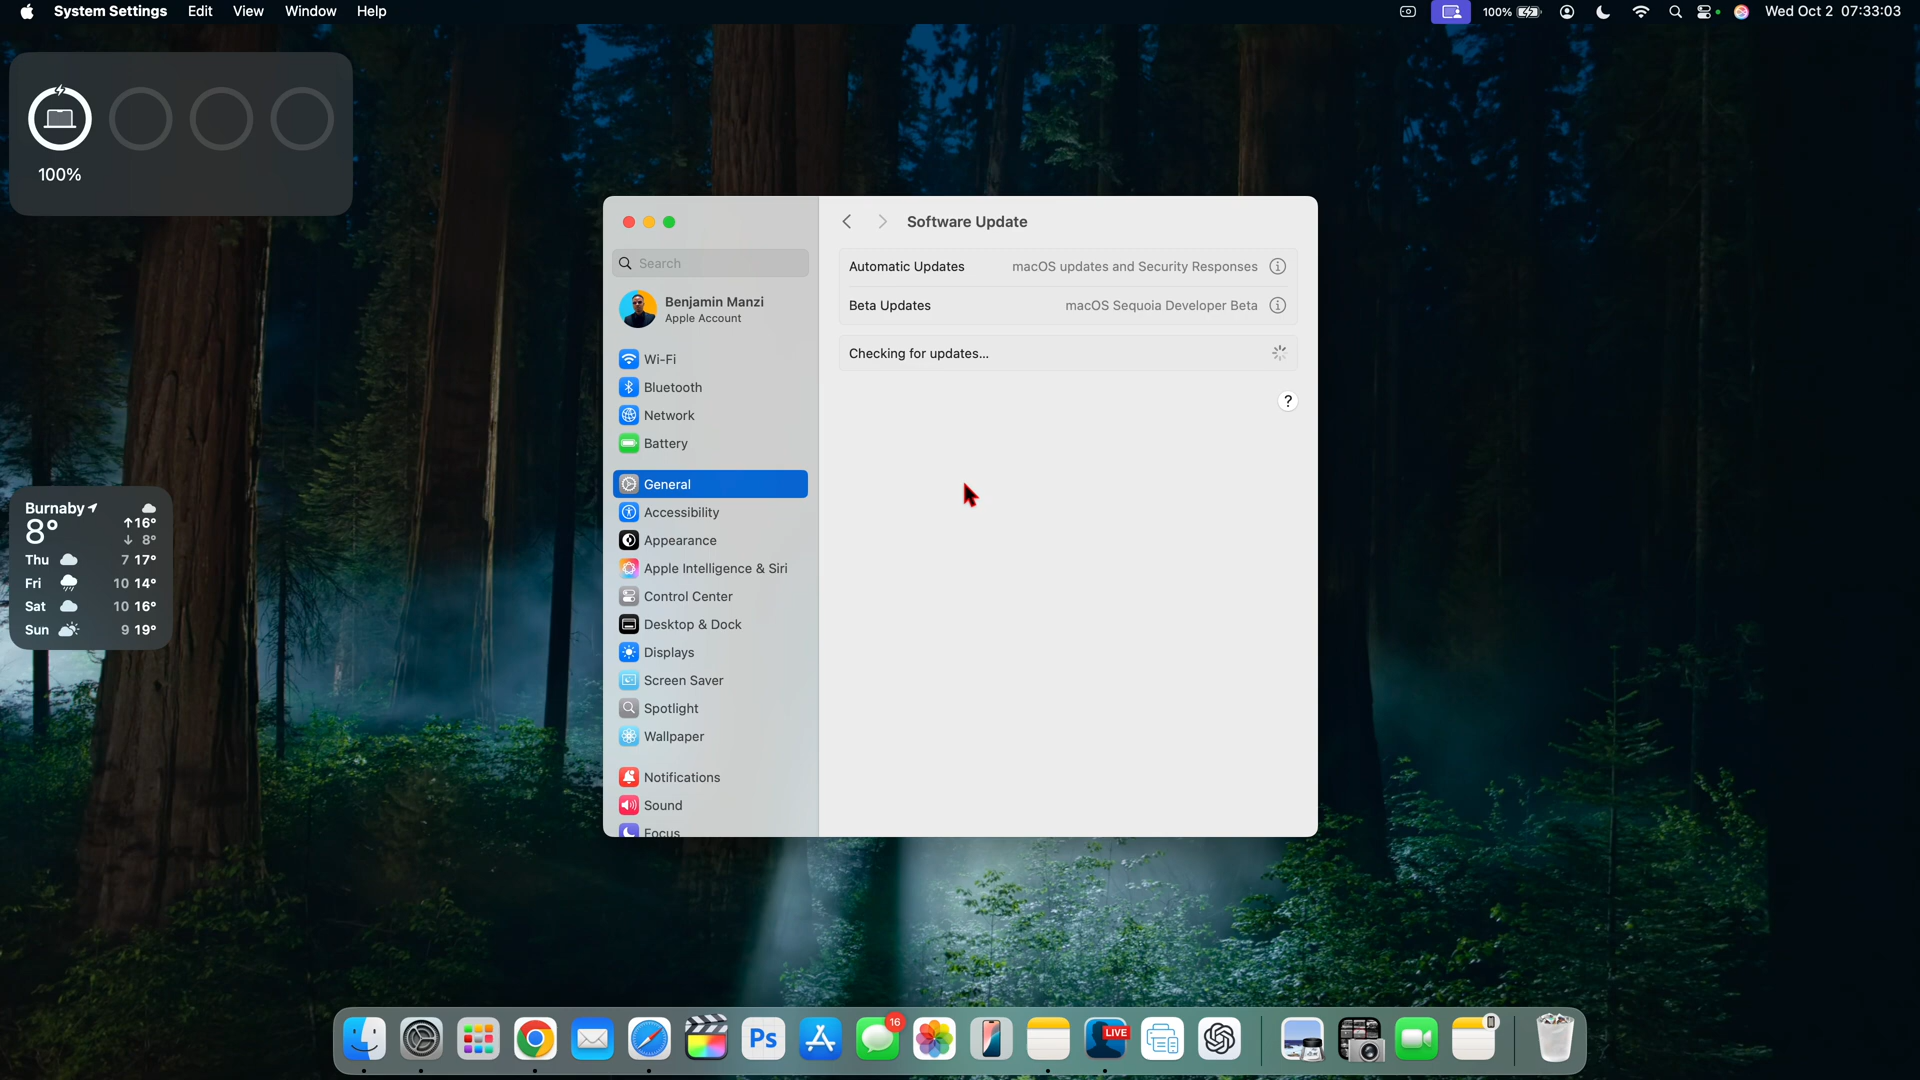 System Settings Edit View Window Help
100% Wed Oct 2 07:33:03
100%
Burnaby
8°
↑16°
↓ 8°
Thu 7 17°
Fri 10 14°
Sat 10 16°
Sun 9 19°
Search
Benjamin Manzi
Apple Account
Wi-Fi
Bluetooth
Network
Battery
General
Accessibility
Appearance
Apple Intelligence & Siri
Control Center
Desktop & Dock
Displays
Screen Saver
Spotlight
Wallpaper
Notifications
Sound
Focus
Software Update
Automatic Updates macOS updates and Security Responses
Beta Updates macOS Sequoia Developer Beta
Checking for updates...
?
Ps
16
LIVE